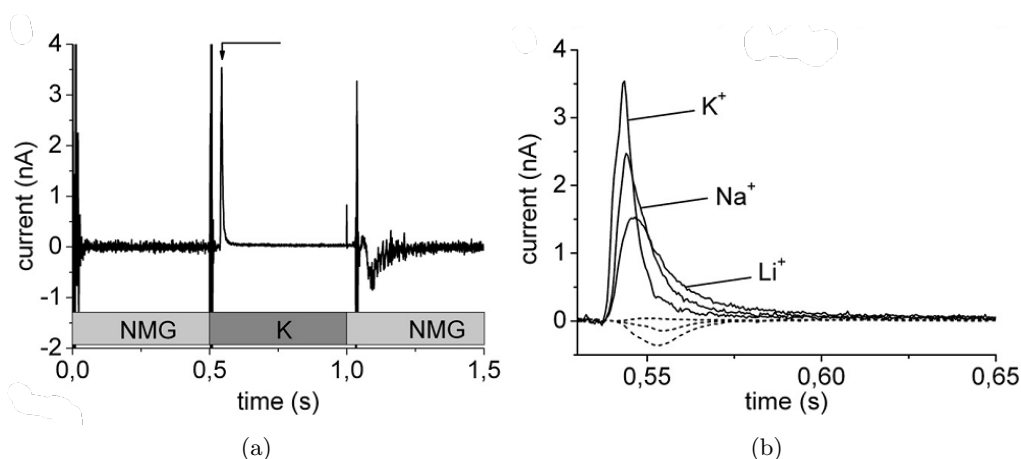 current (nA)
4
3
2
1
0
-1
-2
NMG
K
NMG
0,0
0,5
1,0
1,5
time (s)
(a)
current (nA)
4
3
2
1
0
K+
Na+
Li+
0,55
0,60
0,65
time (s)
(b)